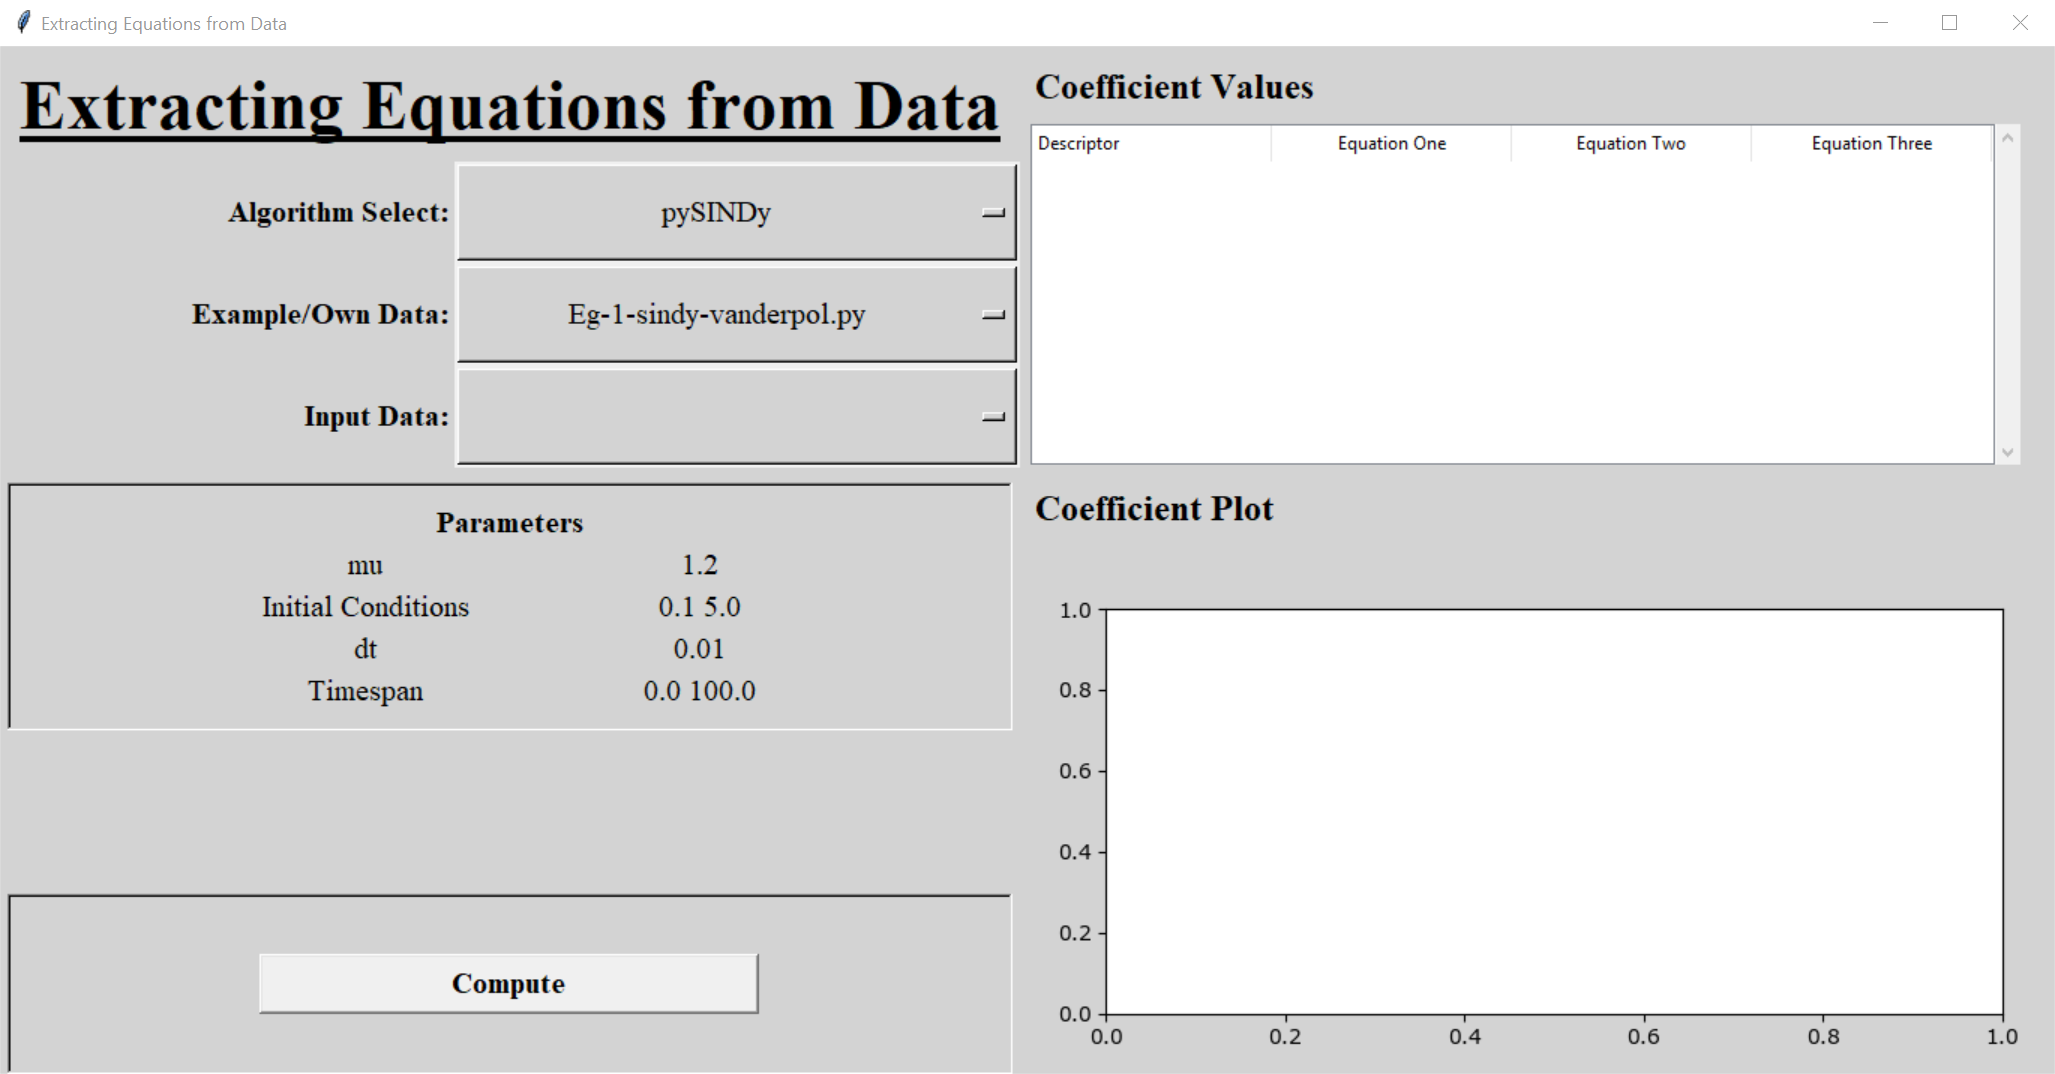 Extracting Equations from Data
Extracting Equations from Data
Algorithm Select: pySINDy
Example/Own Data: Eg-1-sindy-vanderpol.py
Input Data:
Parameters
mu 1.2
Initial Conditions 0.1 5.0
dt 0.01
Timespan 0.0 100.0
Compute
Coefficient Values
Descriptor Equation One Equation Two Equation Three
Coefficient Plot
1.0
0.8
0.6
0.4
0.2
0.0
0.0 0.2 0.4 0.6 0.8 1.0